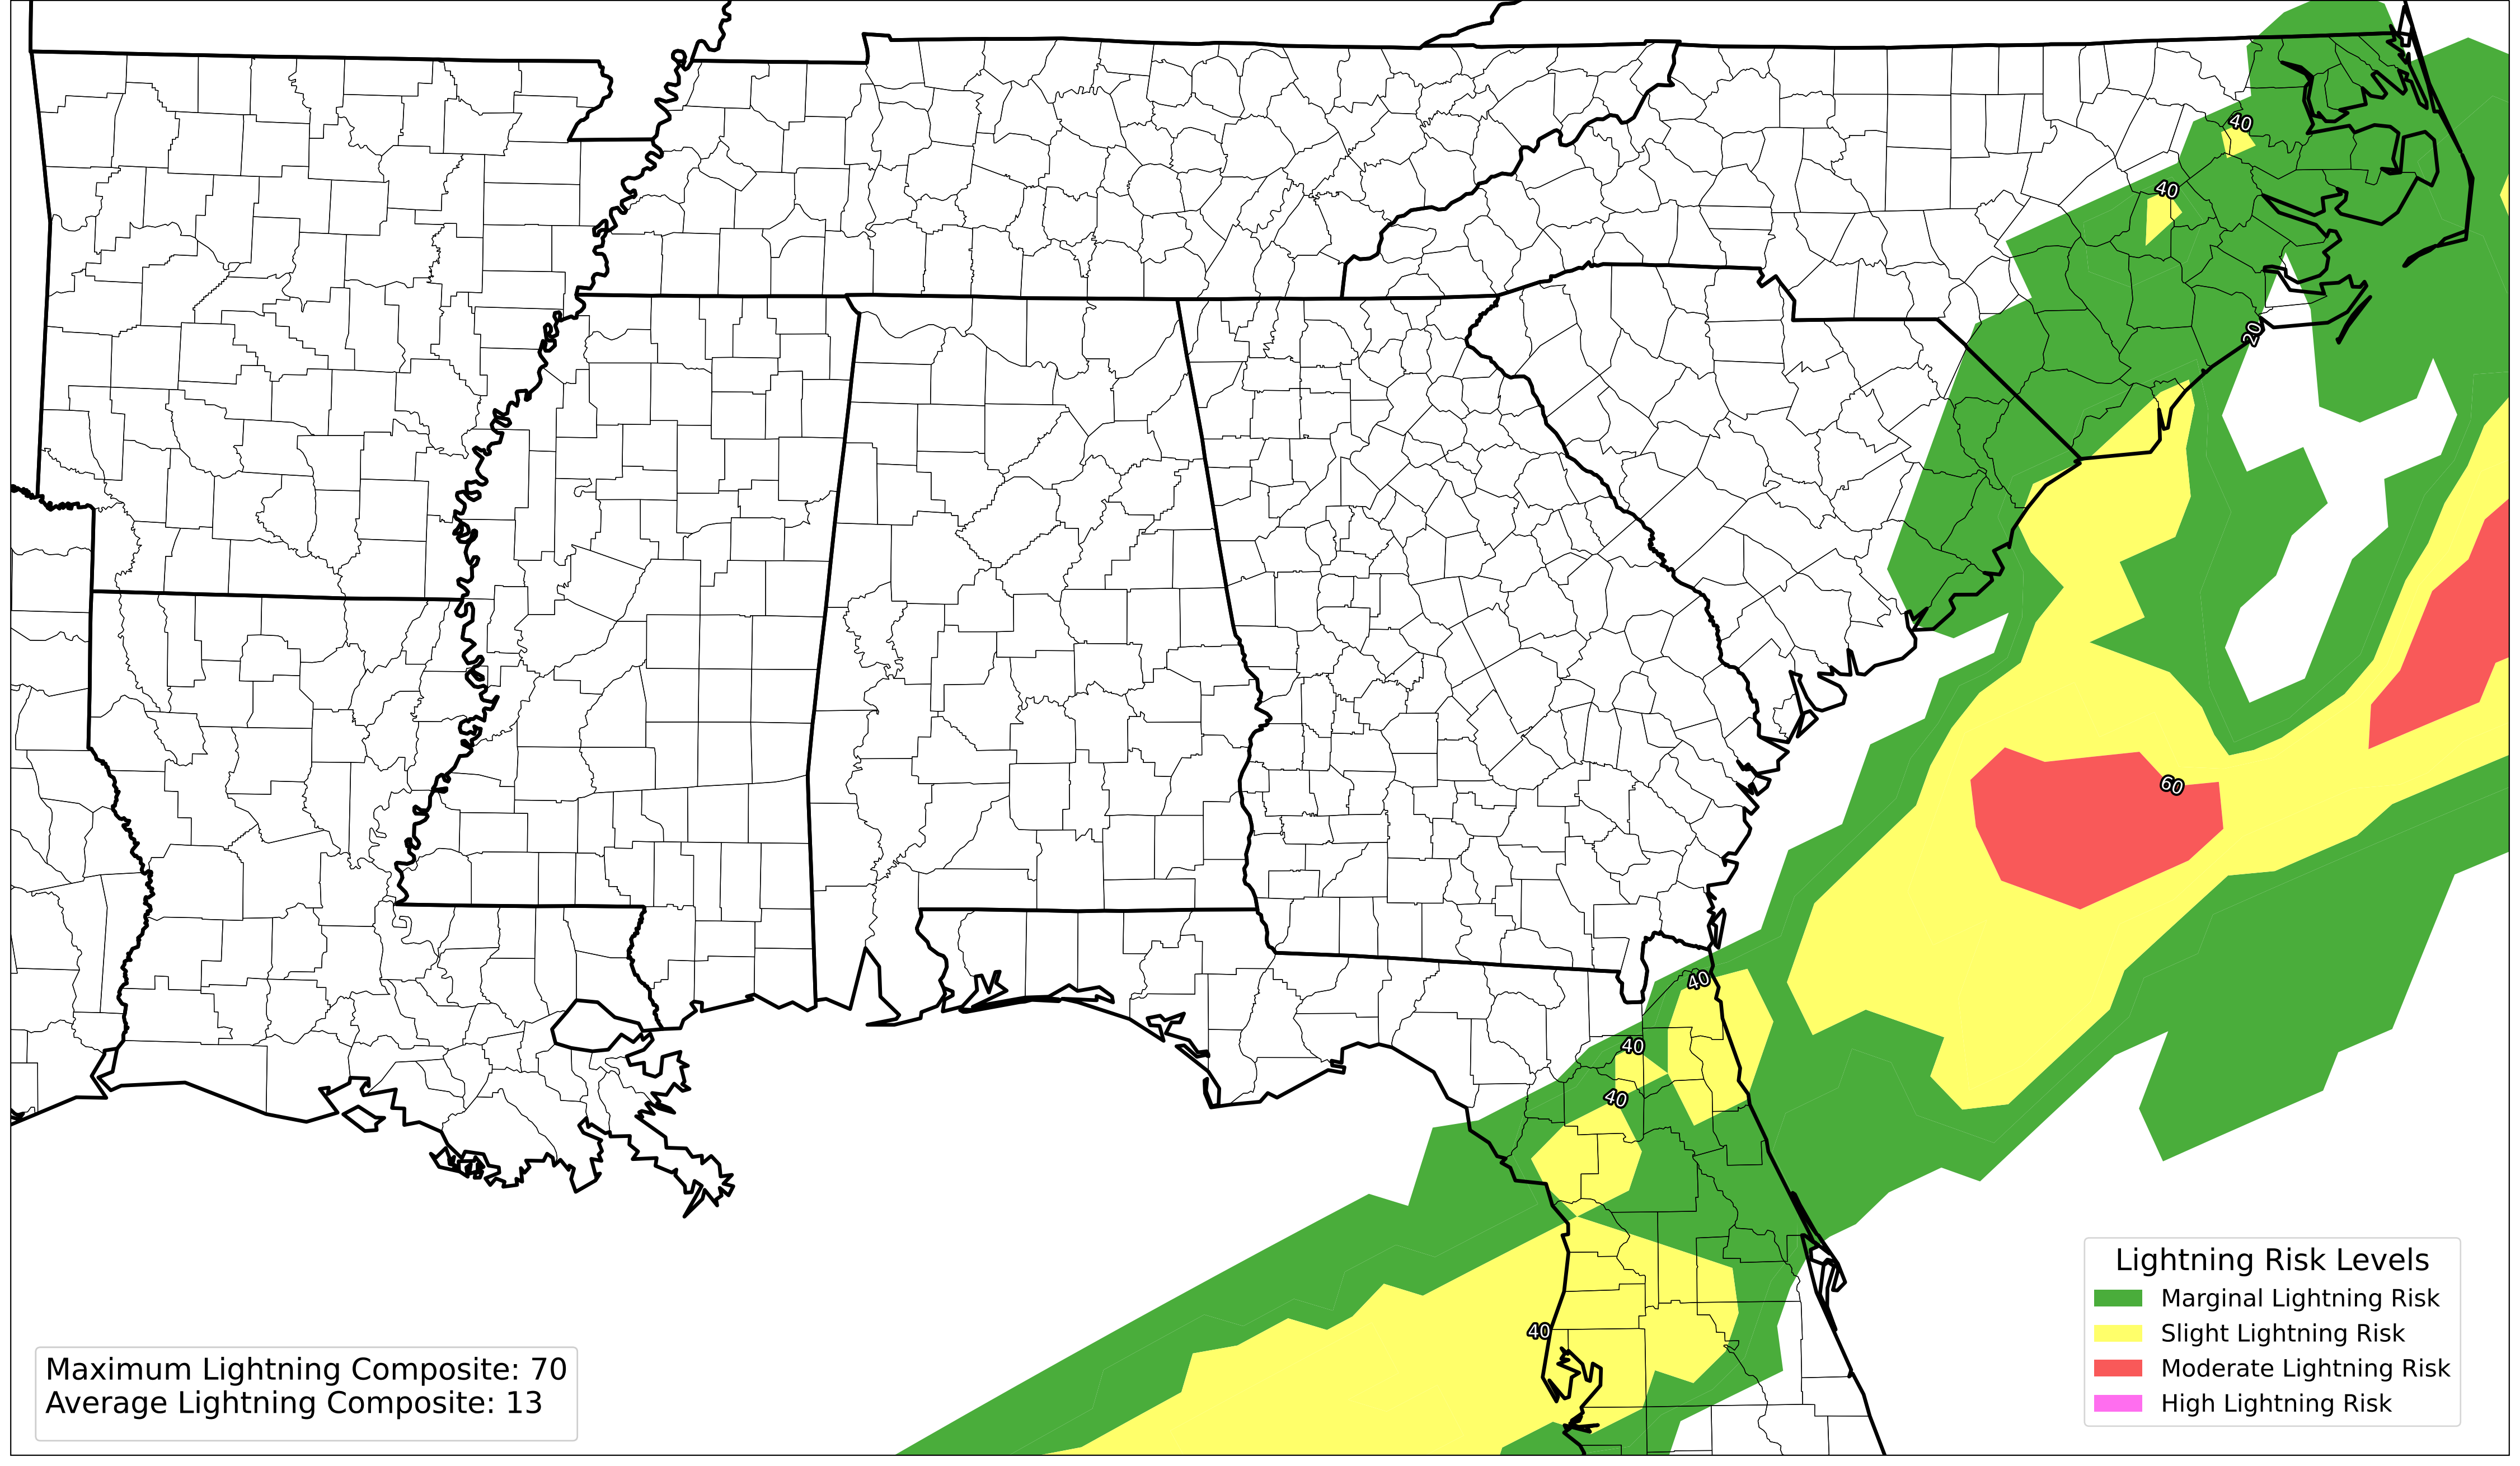 40
40
20
60
40
40
40
40
Lightning Risk Levels
Marginal Lightning Risk
Slight Lightning Risk
Moderate Lightning Risk
High Lightning Risk
Maximum Lightning Composite: 70
Average Lightning Composite: 13